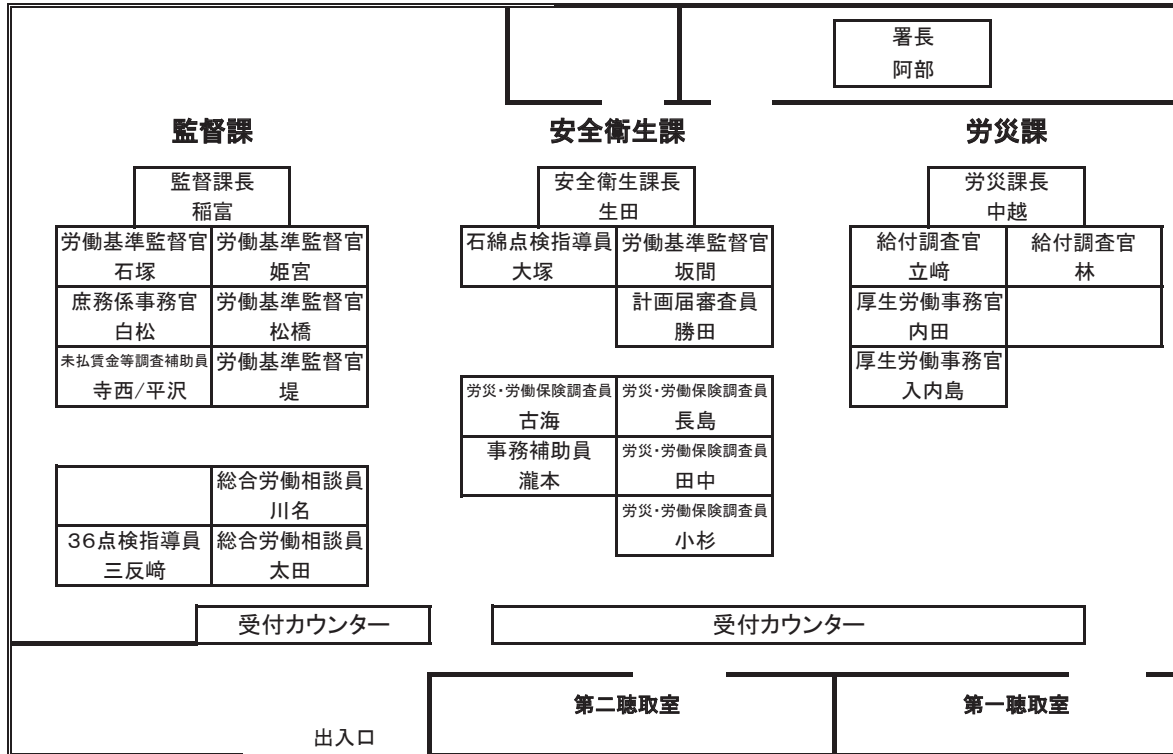 署長
阿部
監督課
安全衛生課
労災課
監督課長
稲富
労働基準監督官
労働基準監督官
石塚
姫宮
庶務係事務官
労働基準監督官
白松
松橋
未払賃金等調査補助員
労働基準監督官
寺西/平沢
堤
総合労働相談員
川名
36点検指導員
総合労働相談員
三反﨑
太田
安全衛生課長
生田
石綿点検指導員
労働基準監督官
大塚
坂間
計画届審査員
勝田
労災・労働保険調査員
労災・労働保険調査員
古海
長島
事務補助員
労災・労働保険調査員
瀧本
田中
労災・労働保険調査員
小杉
労災課長
中越
給付調査官
給付調査官
立﨑
林
厚生労働事務官
内田
厚生労働事務官
入内島
受付カウンター
受付カウンター
第二聴取室
第一聴取室
出入口